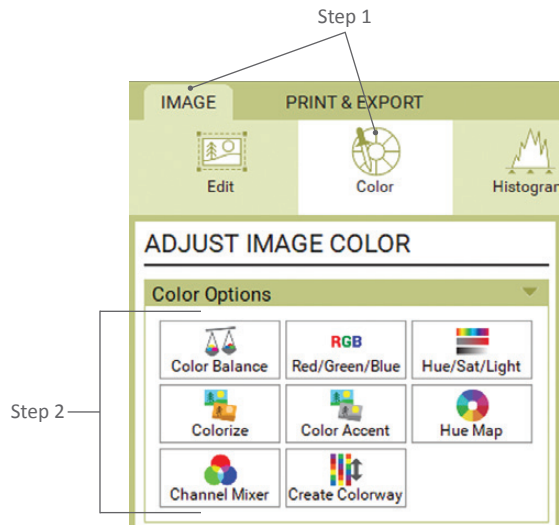 Step 1
IMAGE PRINT & EXPORT
Edit Color Histogran
ADJUST IMAGE COLOR
Color Options
RGB
Color Balance Red/Green/Blue Hue/Sat/Light
Step 2
Colorize Color Accent Hue Map
Channel Mixer Create Colorway